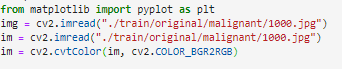 from matplotlib import pyplot as plt
img = cv2.imread("./train/original/malignant/1000.jpg")
im = cv2.imread("./train/original/malignant/1000.jpg")
im = cv2.cvtColor(im, cv2.COLOR_BGR2RGB)